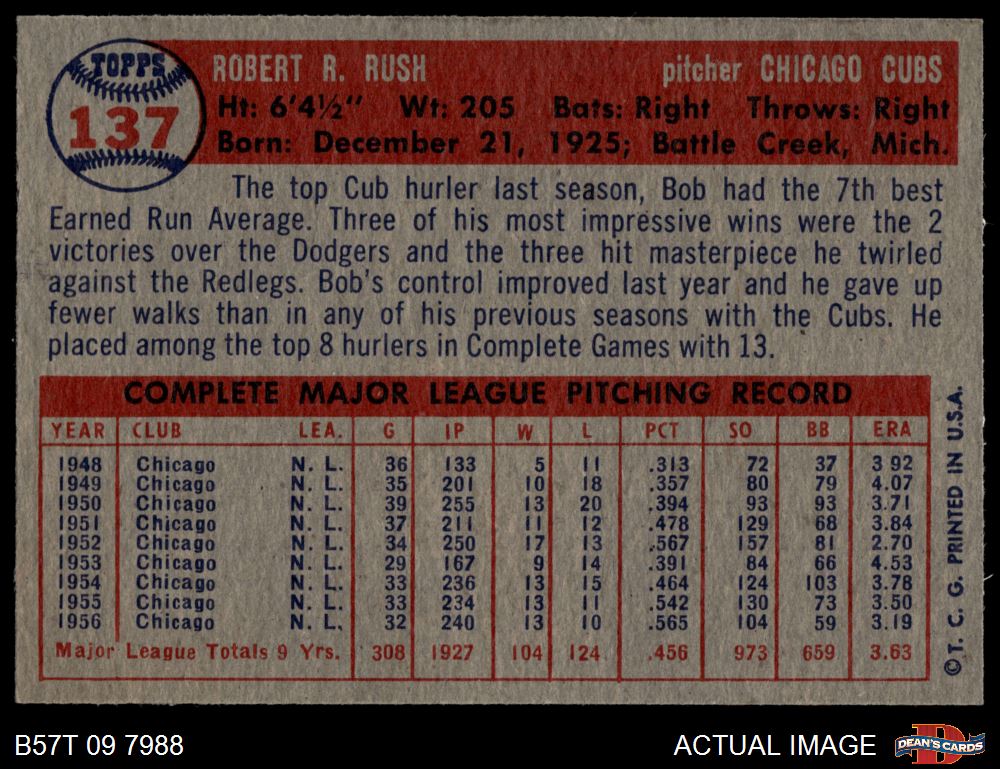 TOPPS
137
ROBERT R. RUSH pitcher CHICAGO CUBS
Ht: 6'4½" Wt: 205 Bats: Right Throws: Right
Born: December 21, 1925; Battle Creek, Mich.
The top Cub hurler last season, Bob had the 7th best
Earned Run Average. Three of his most impressive wins were the 2
victories over the Dodgers and the three hit masterpiece he twirled
against the Redlegs. Bob's control improved last year and he gave up
fewer walks than in any of his previous seasons with the Cubs. He
placed among the top 8 hurlers in Complete Games with 13.
COMPLETE MAJOR LEAGUE PITCHING RECORD
YEAR CLUB LEA. G IP W L PCT SO BB ERA
1948 Chicago N. L. 36 133 5 11 .313 72 37 3 92
1949 Chicago N. L. 35 201 10 18 .357 80 79 4.07
1950 Chicago N. L. 39 255 13 20 .394 93 93 3.71
1951 Chicago N. L. 37 211 11 12 .478 129 68 3.84
1952 Chicago N. L. 34 250 17 13 .567 157 81 2.70
1953 Chicago N. L. 29 167 9 14 .391 84 66 4.53
1954 Chicago N. L. 33 236 13 15 .464 124 103 3.78
1955 Chicago N. L. 33 234 13 11 .542 130 73 3.50
1956 Chicago N. L. 32 240 13 10 .565 104 59 3.19
Major League Totals 9 Yrs. 308 1927 104 124 .456 973 659 3.63
© T. C. G. PRINTED IN U.S.A.
B57T 09 7988 ACTUAL IMAGE
D
DEAN'S CARDS